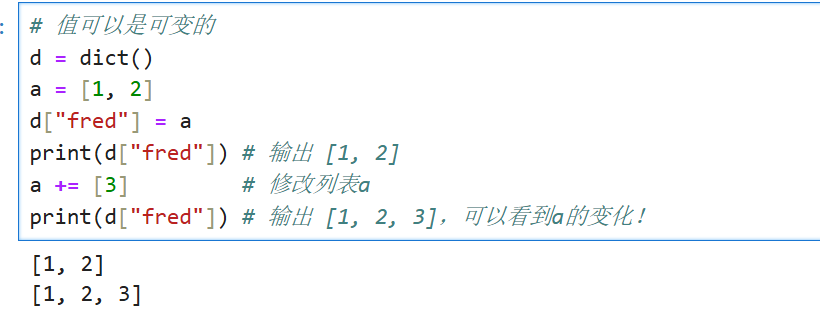 :
# 值可以是可变的
d = dict()
a = [1, 2]
d["fred"] = a
print(d["fred"]) # 输出 [1, 2]
a += [3]         # 修改列表a
print(d["fred"]) # 输出 [1, 2, 3]，可以看到a的变化！
[1, 2]
[1, 2, 3]